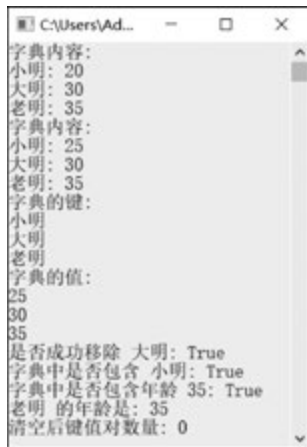 C:\Users\Ad...
字典内容:
小明: 20
大明: 30
老明: 35
字典内容:
小明: 25
大明: 30
老明: 35
字典的键:
小明
大明
老明
字典的值:
25
30
35
是否成功移除 大明: True
字典中是否包含 小明: True
字典中是否包含年龄 35: True
老明 的年龄是: 35
清空后键值对数量: 0